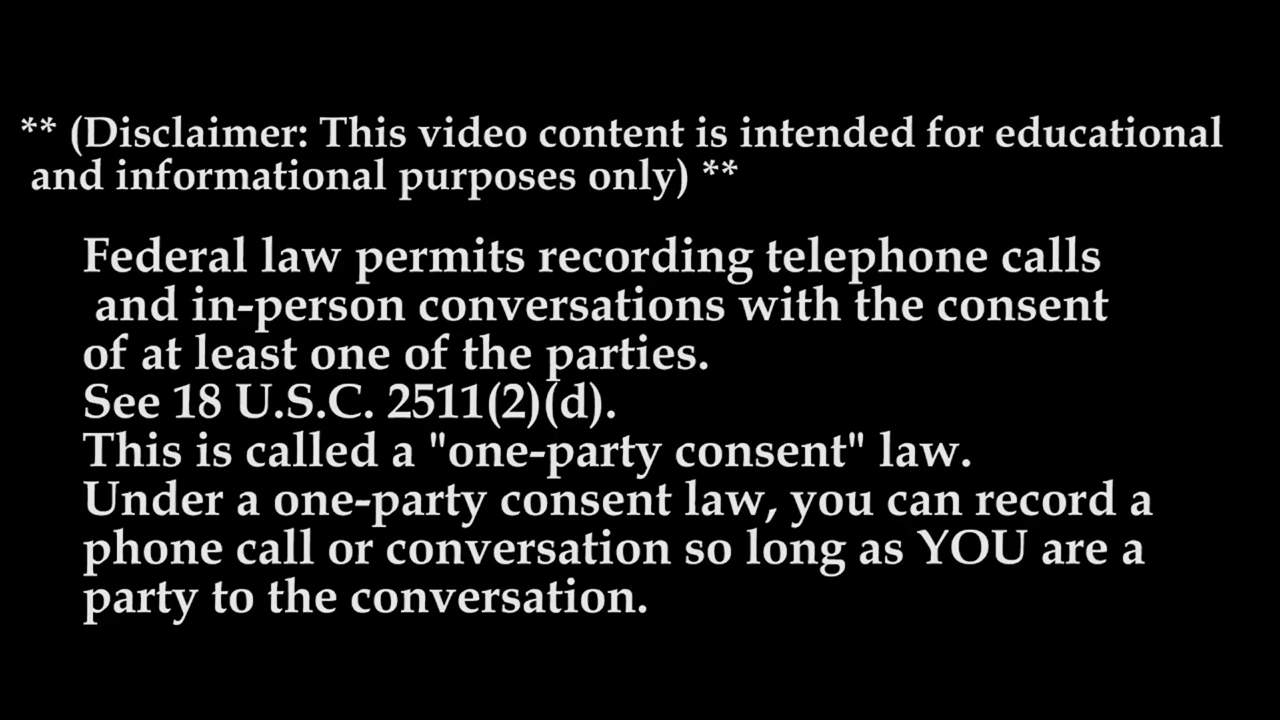 ** (Disclaimer: This video content is intended for educational
and informational purposes only) **
Federal law permits recording telephone calls
and in-person conversations with the consent
of at least one of the parties.
See 18 U.S.C. 2511(2)(d).
This is called a "one-party consent" law.
Under a one-party consent law, you can record a
phone call or conversation so long as YOU are a
party to the conversation.